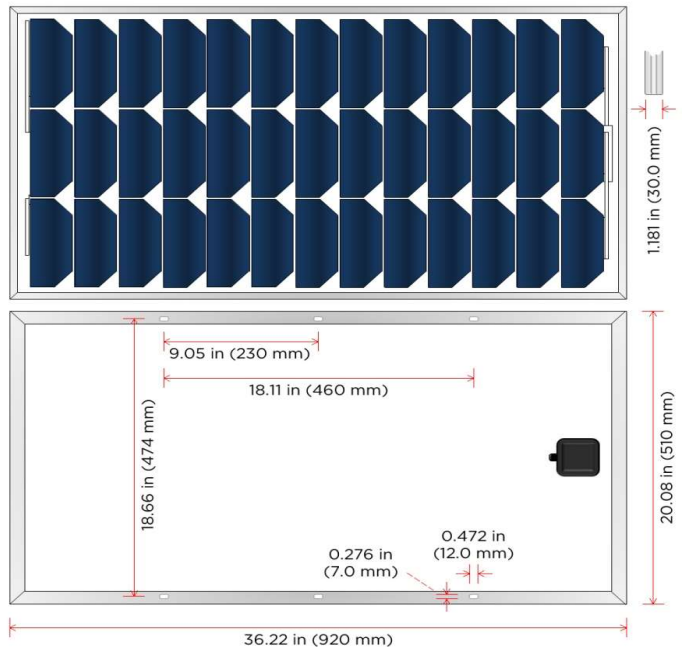 1.181 in (30.0 mm)
9.05 in (230 mm)
18.11 in (460 mm)
18.66 in (474 mm)
20.08 in (510 mm)
0.472 in
(12.0 mm)
0.276 in
(7.0 mm)
36.22 in (920 mm)